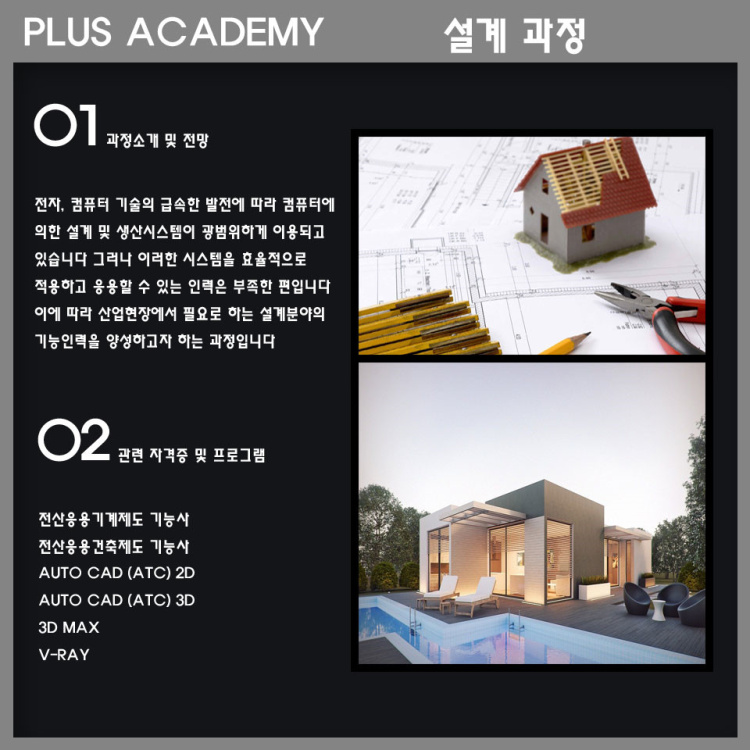 PLUS ACADEMY
설계 과정
01 과정소개 및 전망
전자, 컴퓨터 기술의 급속한 발전에 따라 컴퓨터에
의한 설계 및 생산시스템이 광범위하게 이용되고
있습니다 그러나 이러한 시스템을 효율적으로
적용하고 응용할 수 있는 인력은 부족한 편입니다
이에 따라 산업현장에서 필요로 하는 설계분야의
기능인력을 양성하고자 하는 과정입니다
02 관련 자격증 및 프로그램
전산응용기계제도 기능사
전산응용건축제도 기능사
AUTO CAD (ATC) 2D
AUTO CAD (ATC) 3D
3D MAX
V-RAY